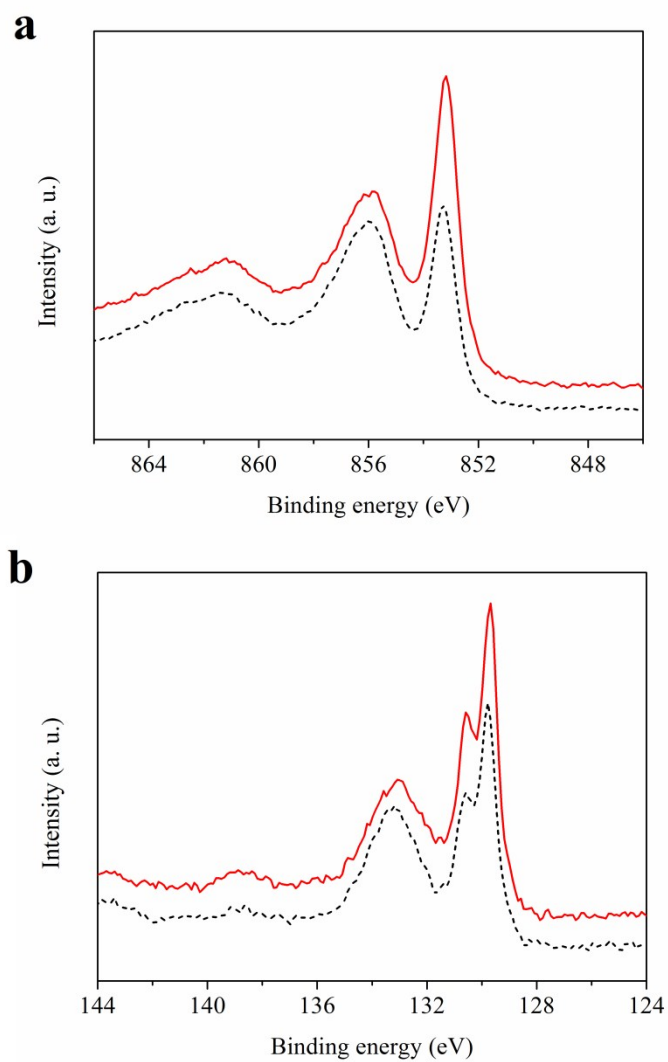 a
Intensity (a. u.)
864 860 856 852 848
Binding energy (eV)
b
Intensity (a. u.)
144 140 136 132 128 124
Binding energy (eV)